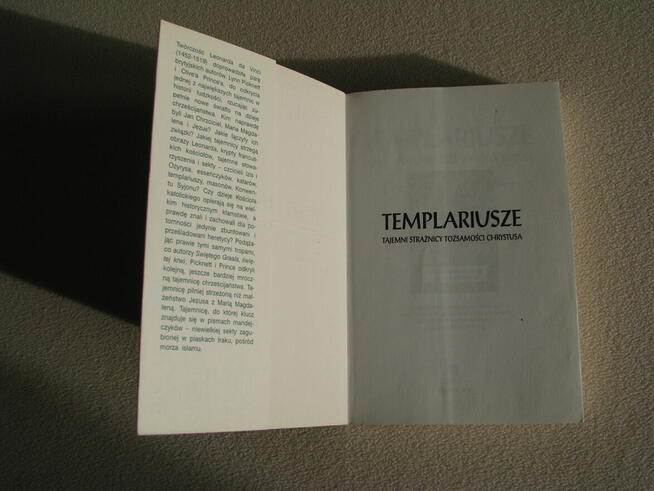 Twórczość Leonarda da Vinci
(1452-1519) doprowadziła parę
brytyjskich autorów, Lynn Picknett
i Clive'a Prince'a, do odkrycia
jednej z największych tajemnic w
historii ludzkości, rzucając zu-
pełnie nowe światło na dzieje
chrześcijaństwa. Kim naprawdę
byli Jan Chrzciciel, Maria Magda-
lena i Jezus? Jakie łączyły ich
związki? Jakiej tajemnicy strzegą
obrazy Leonarda, krypty francus-
kich kościołów, tajemne stowa-
rzyszenia i sekty – czciciel Izis i
Ozyrysa, esseńczyków, katarów,
templariuszy, masonów, Konwen-
tu Syjonu? Czy dzieje Kościoła
katolickiego opierają się na wiel-
kim historycznym kłamstwie, a
prawdę znali i zachowali dla po-
tomności jedynie zbuntowani i
prześladowani heretycy? Podąża-
jąc prawie tymi samymi tropami,
co autorzy Świętego Graala, świę-
tej krwi, Picknett i Prince odkryli
kolejną, jeszcze bardziej mrocz-
ną tajemnicę chrześcijaństwa. Ta-
jemnicę pilniej strzeżoną niż mał-
żeństwo Jezusa z Marią Magda-
leną. Tajemnicę, do której klucz
znajduje się w pismach mandej-
czyków – niewielkiej sekty zagu-
bionej w piaskach Iraku, pośród
morza islamu.
TEMPLARIUSZE
TAJEMNI STRAŻNICY TOŻSAMOŚCI CHRYSTUSA